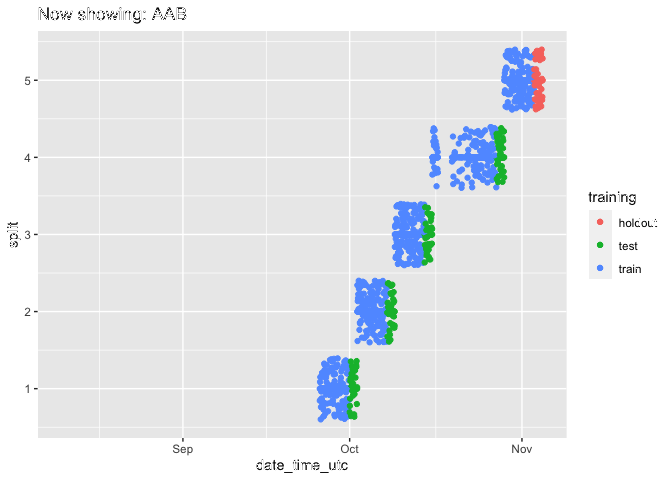 Now showing: AAB
5
4
3
2
1
split
Sep
Oct
Nov
date_time_utc
training
holdout
test
train